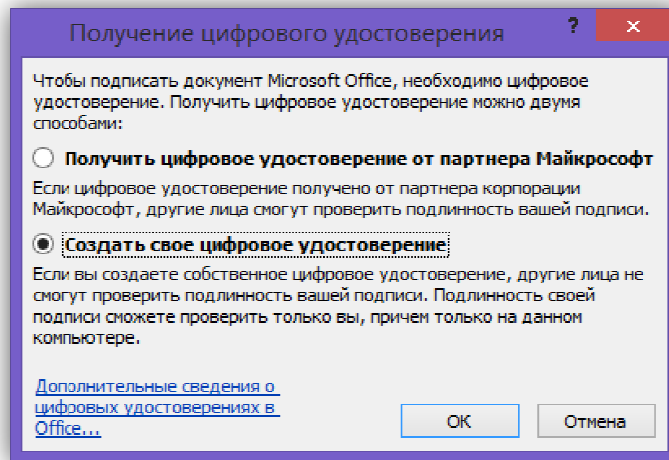 Получение цифрового удостоверения
? ×
Чтобы подписать документ Microsoft Office, необходимо цифровое
удостоверение. Получить цифровое удостоверение можно двумя
способами:
Получить цифровое удостоверение от партнера Майкрософт
Если цифровое удостоверение получено от партнера корпорации
Майкрософт, другие лица смогут проверить подлинность вашей подписи.
Создать свое цифровое удостоверение
Если вы создаете собственное цифровое удостоверение, другие лица не
смогут проверить подлинность вашей подписи. Подлинность своей
подписи сможете проверить только вы, причем только на данном
компьютере.
Дополнительные сведения о
цифровых удостоверениях в
Office...
ОК
Отмена